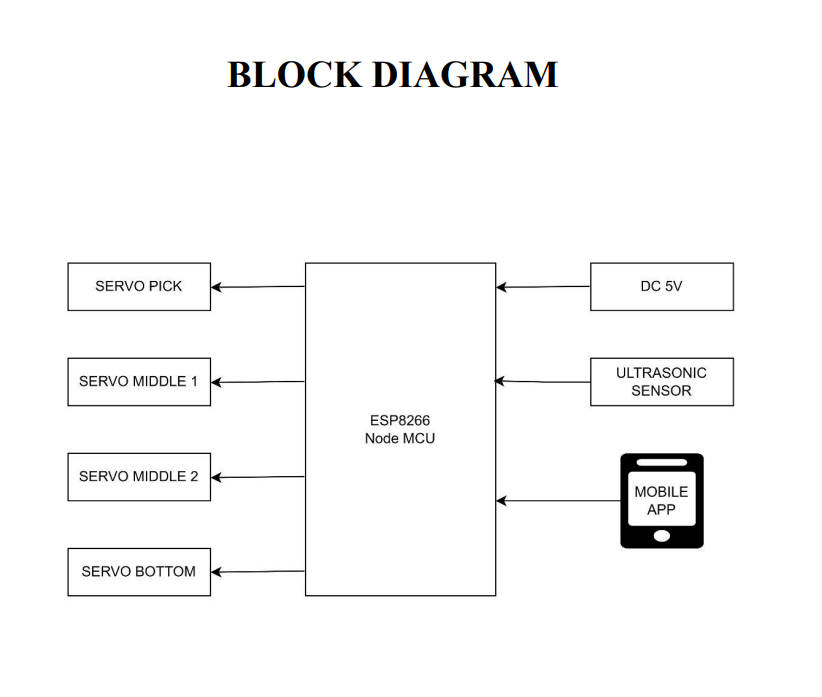 BLOCK DIAGRAM
SERVO PICK
DC 5V
SERVO MIDDLE 1
ULTRASONIC
SENSOR
ESP8266
Node MCU
SERVO MIDDLE 2
MOBILE
APP
SERVO BOTTOM